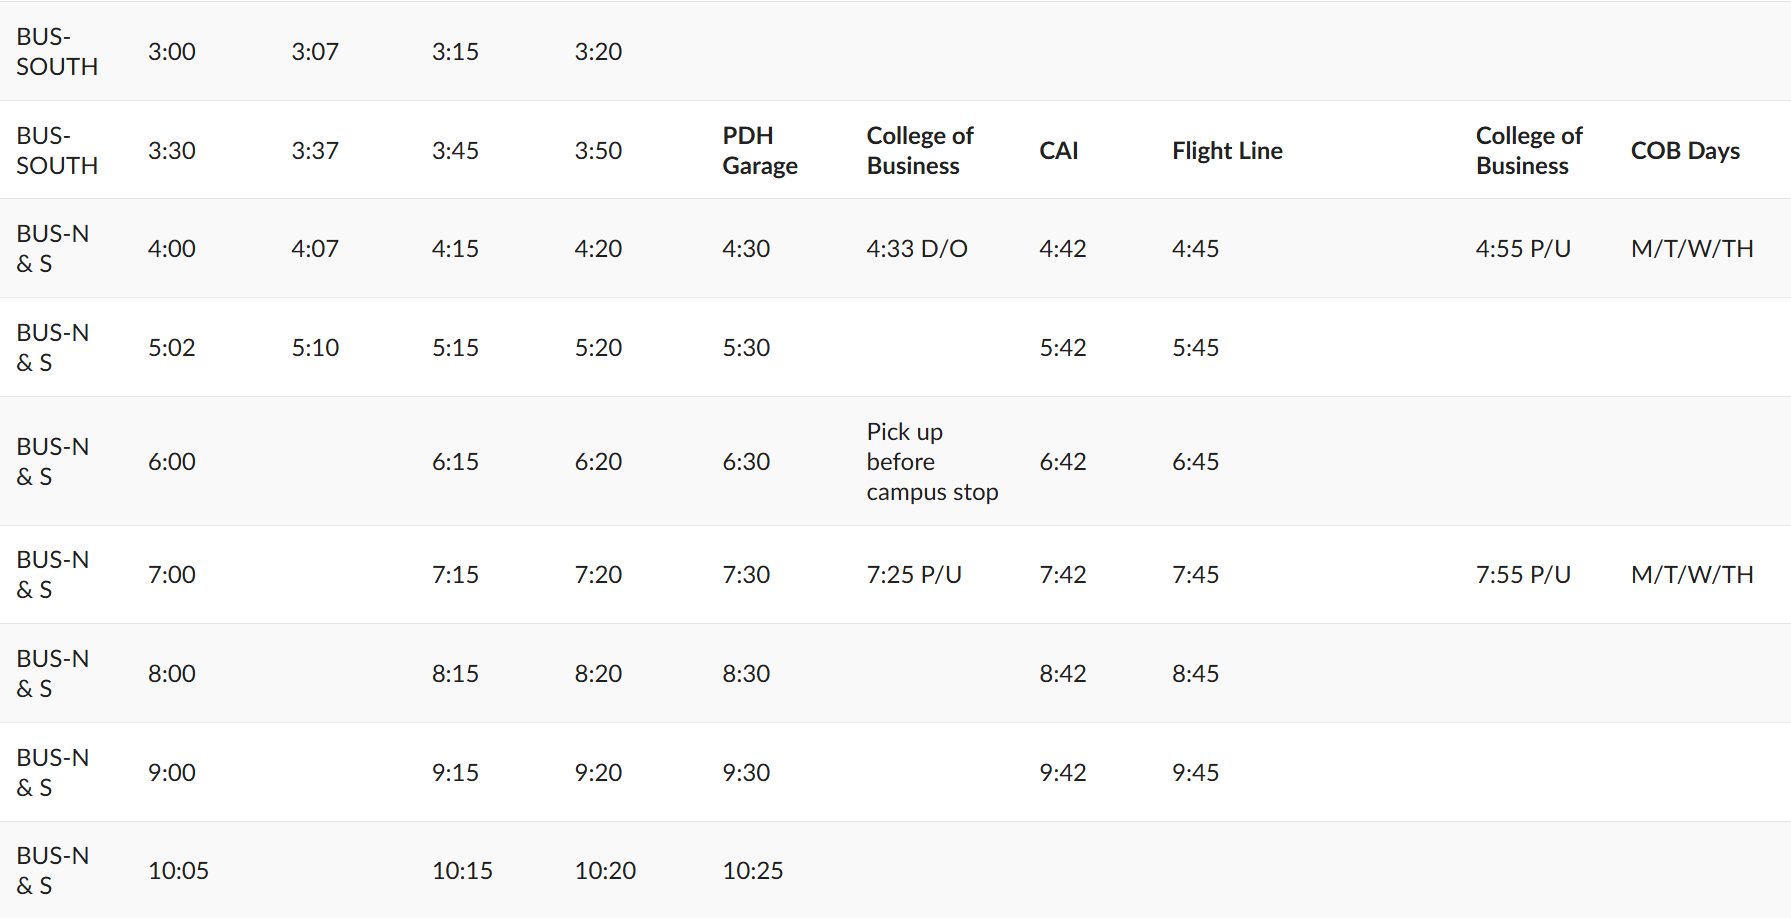 BUS-SOUTH 3:00 3:07 3:15 3:20
BUS-SOUTH 3:30 3:37 3:45 3:50 PDH Garage College of Business CAI Flight Line College of Business COB Days
BUS-N & S 4:00 4:07 4:15 4:20 4:30 4:33 D/O 4:42 4:45 4:55 P/U M/T/W/TH
BUS-N & S 5:02 5:10 5:15 5:20 5:30 5:42 5:45
BUS-N & S 6:00 6:15 6:20 6:30 Pick up before campus stop 6:42 6:45
BUS-N & S 7:00 7:15 7:20 7:30 7:25 P/U 7:42 7:45 7:55 P/U M/T/W/TH
BUS-N & S 8:00 8:15 8:20 8:30 8:42 8:45
BUS-N & S 9:00 9:15 9:20 9:30 9:42 9:45
BUS-N & S 10:05 10:15 10:20 10:25